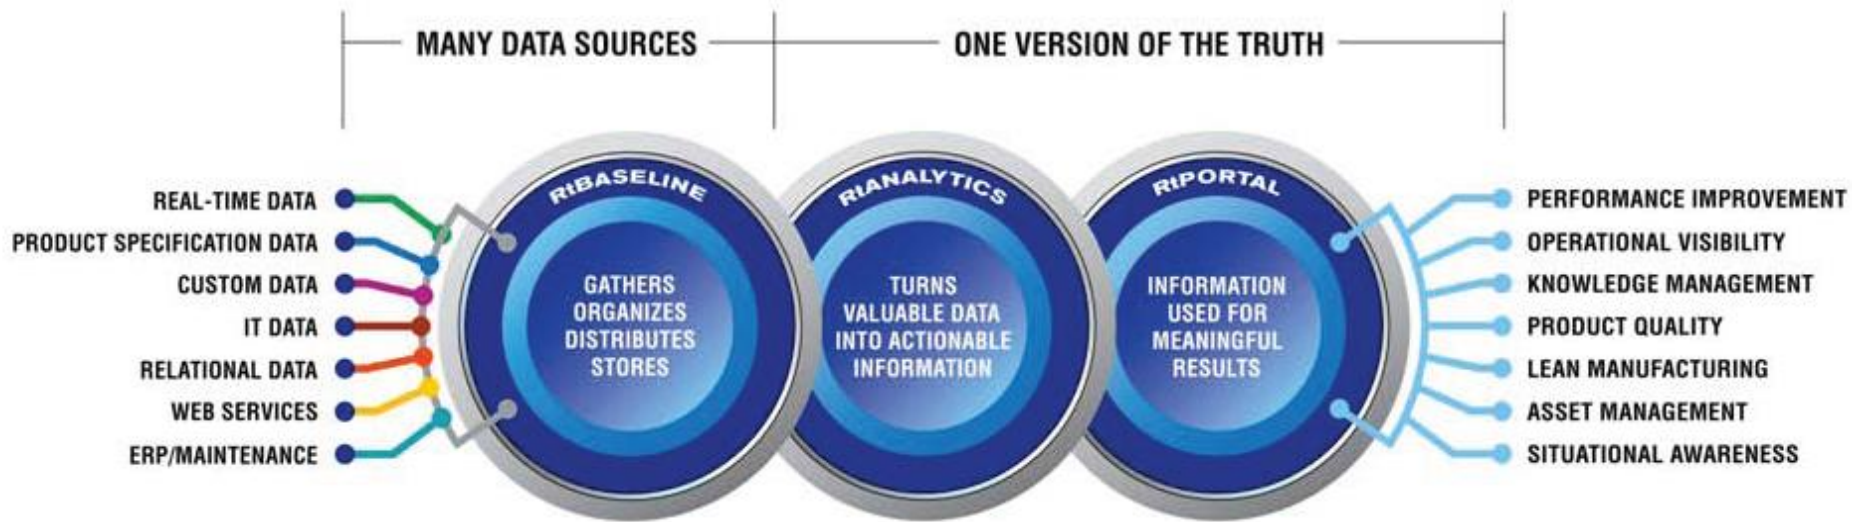 MANY DATA SOURCES
ONE VERSION OF THE TRUTH
REAL-TIME DATA
PRODUCT SPECIFICATION DATA
CUSTOM DATA
IT DATA
RELATIONAL DATA
WEB SERVICES
ERP/MAINTENANCE
RtBASELINE
GATHERS
ORGANIZES
DISTRIBUTES
STORES
RtANALYTICS
TURNS
VALUABLE DATA
INTO ACTIONABLE
INFORMATION
RtPORTAL
INFORMATION
USED FOR
MEANINGFUL
RESULTS
PERFORMANCE IMPROVEMENT
OPERATIONAL VISIBILITY
KNOWLEDGE MANAGEMENT
PRODUCT QUALITY
LEAN MANUFACTURING
ASSET MANAGEMENT
SITUATIONAL AWARENESS